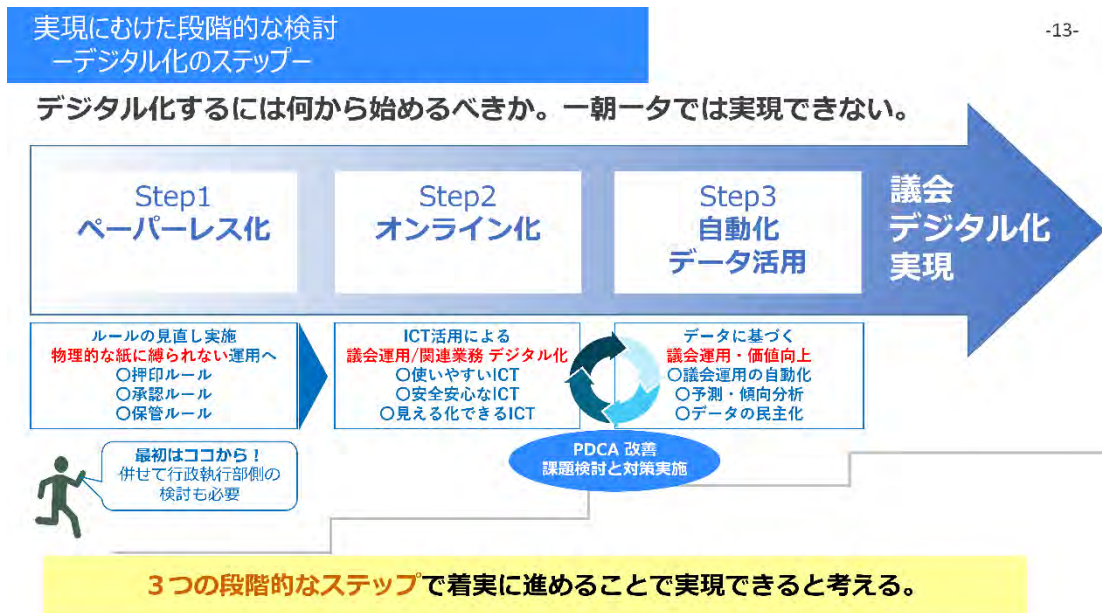 実現にむけた段階的な検討
ーデジタル化のステップー
-13-
デジタル化するには何から始めるべきか。一朝一夕では実現できない。
Step1
ペーパーレス化
Step2
オンライン化
Step3
自動化
データ活用
議会
デジタル化
実現
ルールの見直し実施
物理的な紙に縛られない運用へ
〇押印ルール
〇承認ルール
〇保管ルール
ICT活用による
議会運用/関連業務 デジタル化
〇使いやすいICT
〇安全安心なICT
〇見える化できるICT
データに基づく
議会運用・価値向上
〇議会運用の自動化
〇予測・傾向分析
〇データの民主化
PDCA 改善
課題検討と対策実施
最初はココから！
併せて行政執行部側の
検討も必要
３つの段階的なステップで着実に進めることで実現できると考える。